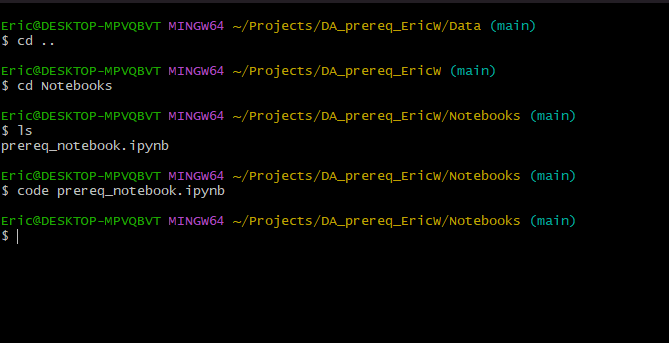 Eric@DESKTOP-MPVQBVT MINGW64 ~/Projects/DA_prereq_EricW/Data (main)
$ cd ..
Eric@DESKTOP-MPVQBVT MINGW64 ~/Projects/DA_prereq_EricW (main)
$ cd Notebooks
Eric@DESKTOP-MPVQBVT MINGW64 ~/Projects/DA_prereq_EricW/Notebooks (main)
$ ls
prereq_notebook.ipynb
Eric@DESKTOP-MPVQBVT MINGW64 ~/Projects/DA_prereq_EricW/Notebooks (main)
$ code prereq_notebook.ipynb
Eric@DESKTOP-MPVQBVT MINGW64 ~/Projects/DA_prereq_EricW/Notebooks (main)
$